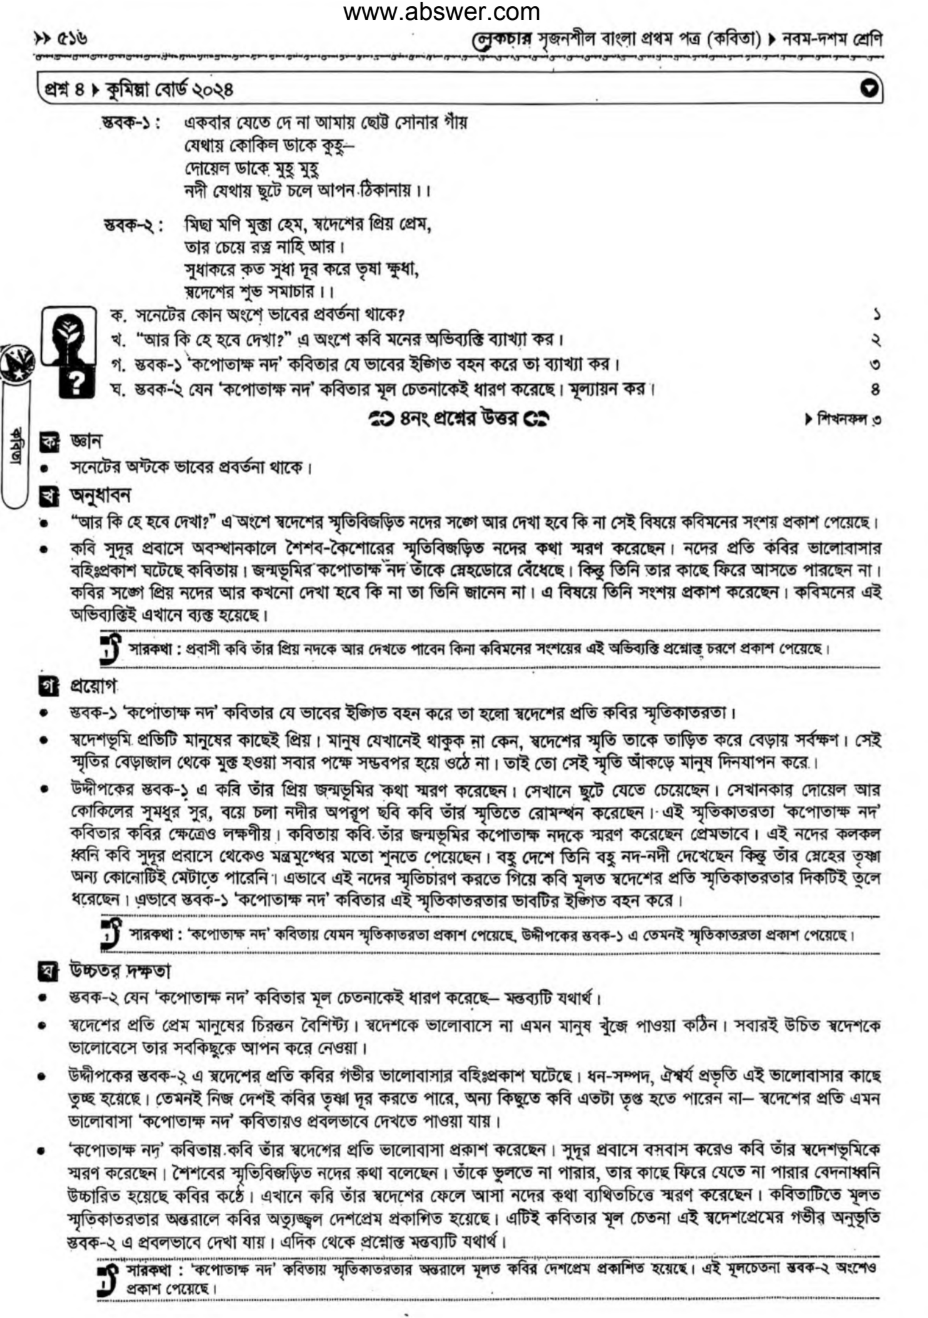 www.abswer.com
৫১৬
লেকচার সৃজনশীল বাংলা প্রথম পত্র (কবিতা) ▶ নবম-দশম শ্রেণি
প্রশ্ন ৪ ▶ কুমিল্লা বোর্ড ২০২৪
স্তবক-১ : একবার যেতে দে না আমায় ছোট্ট সোনার গাঁয়
যেথায় কোকিল ডাকে কুহু–
দোয়েল ডাকে মুহু মুহু
নদী যেথায় ছুটে চলে আপন ঠিকানায়।।
স্তবক-২ : মিছা মণি মুক্তা হেম, স্বদেশের প্রিয় প্রেম,
তার চেয়ে রত্ন নাহি আর।
সুধাকরে কত সুধা দূর করে তৃষা ক্ষুধা,
স্বদেশের শুভ সমাচার।।
ক. সনেটের কোন অংশে ভাবের প্রবর্তনা থাকে? ১
খ. “আর কি হে হবে দেখা?” এ অংশে কবি মনের অভিব্যক্তি ব্যাখ্যা কর। ২
গ. স্তবক-১ ‘কপোতাক্ষ নদ’ কবিতার যে ভাবের ইঙ্গিত বহন করে তা ব্যাখ্যা কর। ৩
ঘ. স্তবক-২ যেন ‘কপোতাক্ষ নদ’ কবিতার মূল চেতনাকেই ধারণ করেছে। মূল্যায়ন কর। ৪
৪নং প্রশ্নের উত্তর ▶ শিখনফল ৩
কবিতা
ক জ্ঞান
• সনেটের অষ্টকে ভাবের প্রবর্তনা থাকে।
খ অনুধাবন
• “আর কি হে হবে দেখা?” এ অংশে স্বদেশের স্মৃতিবিজড়িত নদের সঙ্গে আর দেখা হবে কি না সেই বিষয়ে কবিমনের সংশয় প্রকাশ পেয়েছে।
• কবি সুদূর প্রবাসে অবস্থানকালে শৈশব-কৈশোরের স্মৃতিবিজড়িত নদের কথা স্মরণ করেছেন। নদের প্রতি কবির ভালোবাসার
বহিঃপ্রকাশ ঘটেছে কবিতায়। জন্মভূমির কপোতাক্ষ নদ তাঁকে স্নেহডোরে বেঁধেছে। কিন্তু তিনি তার কাছে ফিরে আসতে পারছেন না।
কবির সঙ্গে প্রিয় নদের আর কখনো দেখা হবে কি না তা তিনি জানেন না। এ বিষয়ে তিনি সংশয় প্রকাশ করেছেন। কবিমনের এই
অভিব্যক্তিই এখানে ব্যক্ত হয়েছে।
সারকথা : প্রবাসী কবি তাঁর প্রিয় নদকে আর দেখতে পাবেন কিনা কবিমনের সংশয়ের এই অভিব্যক্তি প্রশ্নোক্ত চরণে প্রকাশ পেয়েছে।
গ প্রয়োগ
• স্তবক-১ ‘কপোতাক্ষ নদ’ কবিতার যে ভাবের ইঙ্গিত বহন করে তা হলো স্বদেশের প্রতি কবির স্মৃতিকাতরতা।
• স্বদেশভূমি প্রতিটি মানুষের কাছেই প্রিয়। মানুষ যেখানেই থাকুক না কেন, স্বদেশের স্মৃতি তাকে তাড়িত করে বেড়ায় সর্বক্ষণ। সেই
স্মৃতির বেড়াজাল থেকে মুক্ত হওয়া সবার পক্ষে সম্ভবপর হয়ে ওঠে না। তাই তো সেই স্মৃতি আঁকড়ে মানুষ দিনযাপন করে।
• উদ্দীপকের স্তবক-১ এ কবি তাঁর প্রিয় জন্মভূমির কথা স্মরণ করেছেন। সেখানে ছুটে যেতে চেয়েছেন। সেখানকার দোয়েল আর
কোকিলের সুমধুর সুর, বয়ে চলা নদীর অপরূপ ছবি কবি তাঁর স্মৃতিতে রোমন্থন করেছেন। এই স্মৃতিকাতরতা ‘কপোতাক্ষ নদ’
কবিতার কবির ক্ষেত্রেও লক্ষণীয়। কবিতায় কবি তাঁর জন্মভূমির কপোতাক্ষ নদকে স্মরণ করেছেন প্রেমভাবে। এই নদের কলকল
ধ্বনি কবি সুদূর প্রবাসে থেকেও মন্ত্রমুগ্ধের মতো শুনতে পেয়েছেন। বহু দেশে তিনি বহু নদ-নদী দেখেছেন কিন্তু তাঁর স্নেহের তৃষ্ণা
অন্য কোনোটিই মেটাতে পারেনি। এভাবে এই নদের স্মৃতিচারণ করতে গিয়ে কবি মূলত স্বদেশের প্রতি স্মৃতিকাতরতার দিকটিই তুলে
ধরেছেন। এভাবে স্তবক-১ ‘কপোতাক্ষ নদ’ কবিতার এই স্মৃতিকাতরতার ভাবটির ইঙ্গিত বহন করে।
সারকথা : ‘কপোতাক্ষ নদ’ কবিতায় যেমন স্মৃতিকাতরতা প্রকাশ পেয়েছে, উদ্দীপকের স্তবক-১ এ তেমনই স্মৃতিকাতরতা প্রকাশ পেয়েছে।
ঘ উচ্চতর দক্ষতা
• স্তবক-২ যেন ‘কপোতাক্ষ নদ’ কবিতার মূল চেতনাকেই ধারণ করেছে– মন্তব্যটি যথার্থ।
• স্বদেশের প্রতি প্রেম মানুষের চিরন্তন বৈশিষ্ট্য। স্বদেশকে ভালোবাসে না এমন মানুষ খুঁজে পাওয়া কঠিন। সবারই উচিত স্বদেশকে
ভালোবেসে তার সবকিছুকে আপন করে নেওয়া।
• উদ্দীপকের স্তবক-২ এ স্বদেশের প্রতি কবির গভীর ভালোবাসার বহিঃপ্রকাশ ঘটেছে। ধন-সম্পদ, ঐশ্বর্য প্রভৃতি এই ভালোবাসার কাছে
তুচ্ছ হয়েছে। তেমনই নিজ দেশই কবির তৃষ্ণা দূর করতে পারে, অন্য কিছুতে কবি এতটা তৃপ্ত হতে পারেন না– স্বদেশের প্রতি এমন
ভালোবাসা ‘কপোতাক্ষ নদ’ কবিতায়ও প্রবলভাবে দেখতে পাওয়া যায়।
• ‘কপোতাক্ষ নদ’ কবিতায় কবি তাঁর স্বদেশের প্রতি ভালোবাসা প্রকাশ করেছেন। সুদূর প্রবাসে বসবাস করেও কবি তাঁর স্বদেশভূমিকে
স্মরণ করেছেন। শৈশবের স্মৃতিবিজড়িত নদের কথা বলেছেন। তাঁকে ভুলতে না পারার, তার কাছে ফিরে যেতে না পারার বেদনাধ্বনি
উচ্চারিত হয়েছে কবির কণ্ঠে। এখানে কবি তাঁর স্বদেশের ফেলে আসা নদের কথা ব্যথিতচিত্তে স্মরণ করেছেন। কবিতাটিতে মূলত
স্মৃতিকাতরতার অন্তরালে কবির অত্যুজ্জ্বল দেশপ্রেম প্রকাশিত হয়েছে। এটিই কবিতার মূল চেতনা এই স্বদেশপ্রেমের গভীর অনুভূতি
স্তবক-২ এ প্রবলভাবে দেখা যায়। এদিক থেকে প্রশ্নোক্ত মন্তব্যটি যথার্থ।
সারকথা : ‘কপোতাক্ষ নদ’ কবিতায় স্মৃতিকাতরতার অন্তরালে মূলত কবির দেশপ্রেম প্রকাশিত হয়েছে। এই মূলচেতনা স্তবক-২ অংশেও
প্রকাশ পেয়েছে।